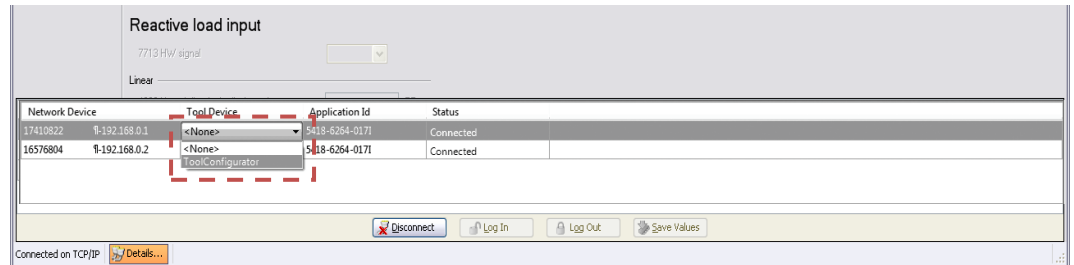 Reactive load input
7713 HW signal
Linear
Network Device Tool Device Application Id Status
17410822 ¶-192.168.0.1 <None> 5418-6264-017I Connected
16576804 ¶-192.168.0.2 <None> 5418-6264-017I Connected
ToolConfigurator
Disconnect Log In Log Out Save Values
Connected on TCP/IP Details...